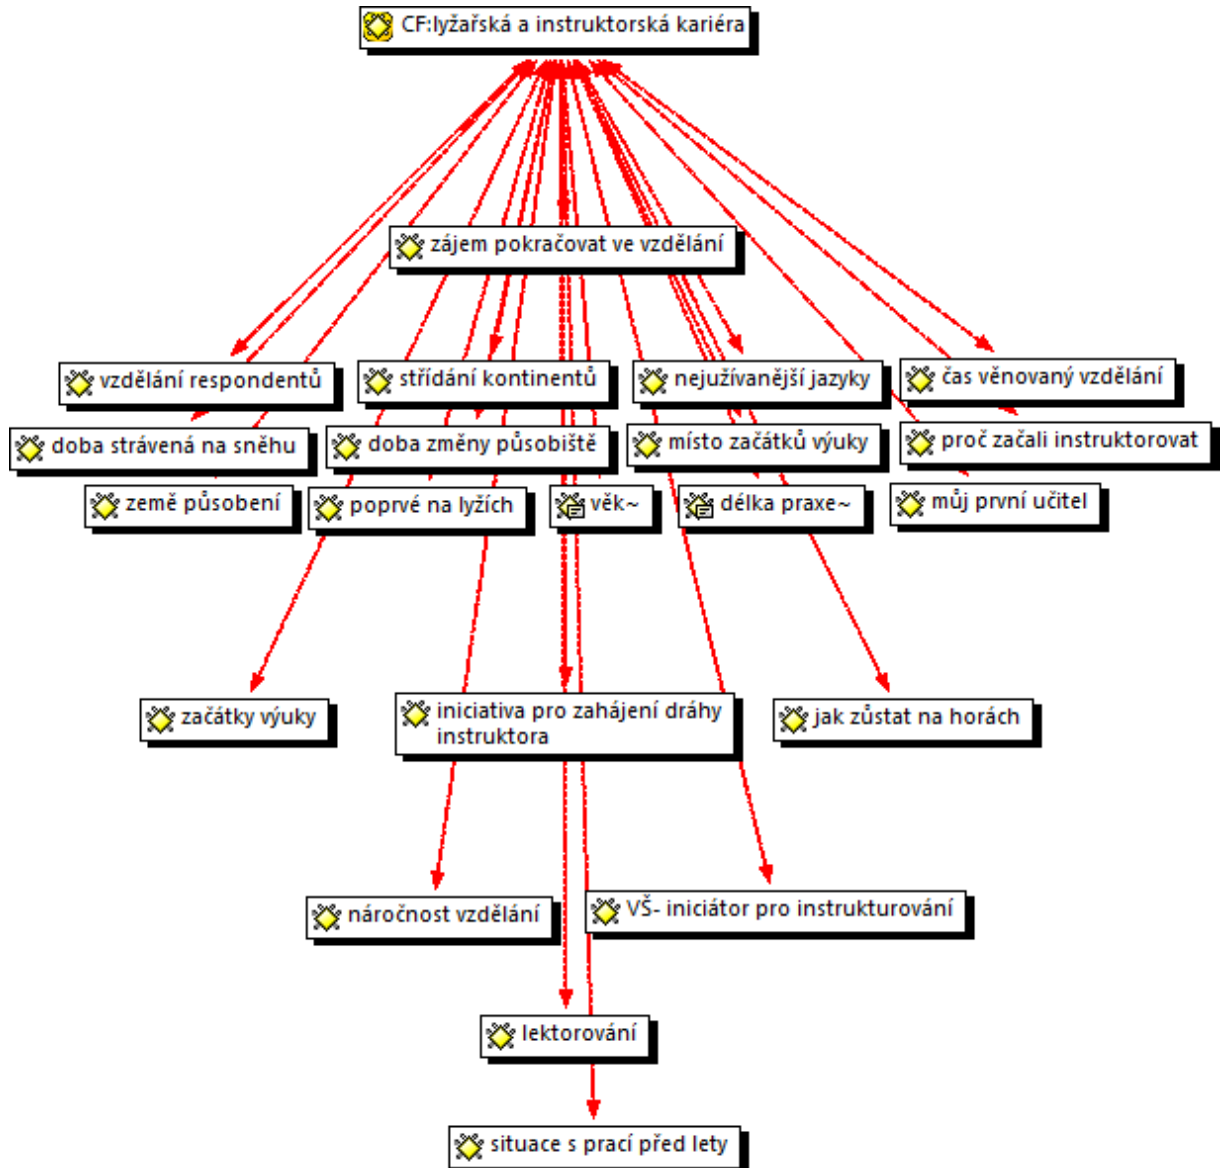 CF:lyžařská a instruktorská kariéra
zájem pokračovat ve vzdělání
vzdělání respondentů
střídání kontinentů
nejužívanější jazyky
čas věnovaný vzdělání
doba strávená na sněhu
doba změny působiště
místo začátků výuky
proč začali instruktorovat
země působení
poprvé na lyžích
věk~
délka praxe~
můj první učitel
začátky výuky
iniciativa pro zahájení dráhy
instruktora
jak zůstat na horách
náročnost vzdělání
VŠ- iniciátor pro instrukturování
lektorování
situace s prací před lety